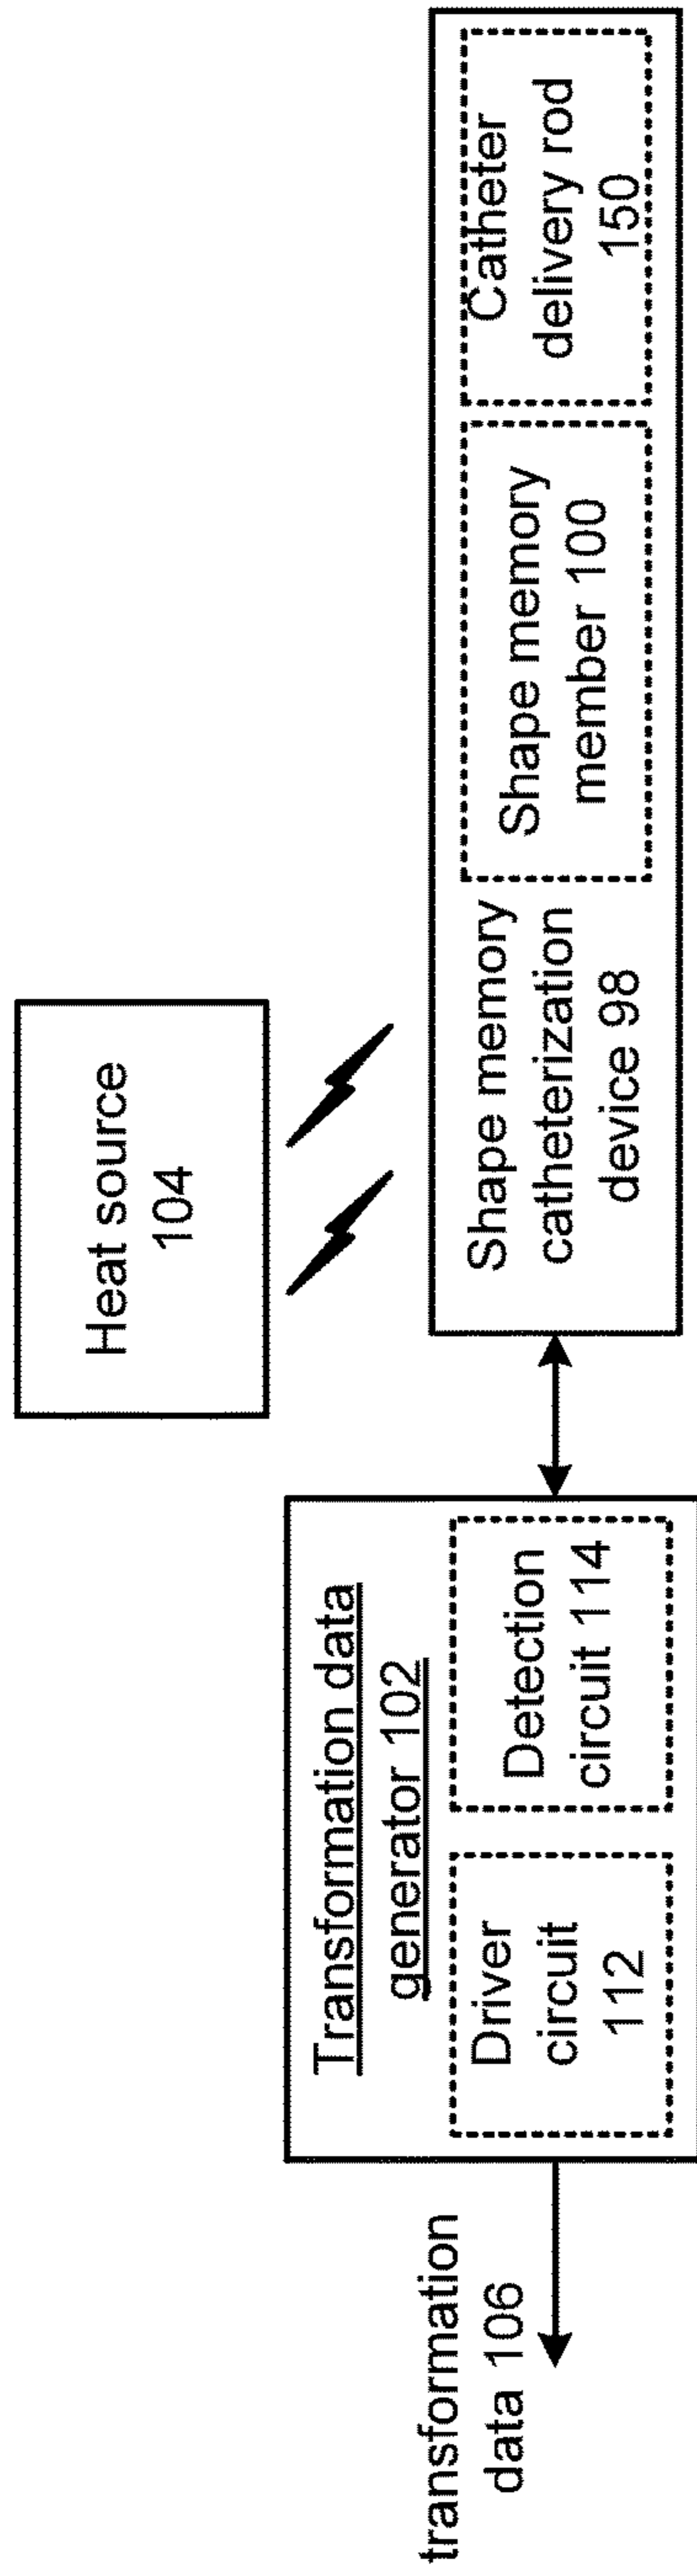 Heat source
104
Transformation data
generator 102
Driver
circuit
112
Detection
circuit 114
transformation
data 106
Shape memory
catheterization
device 98
Shape memory
member 100
Catheter
delivery rod
150